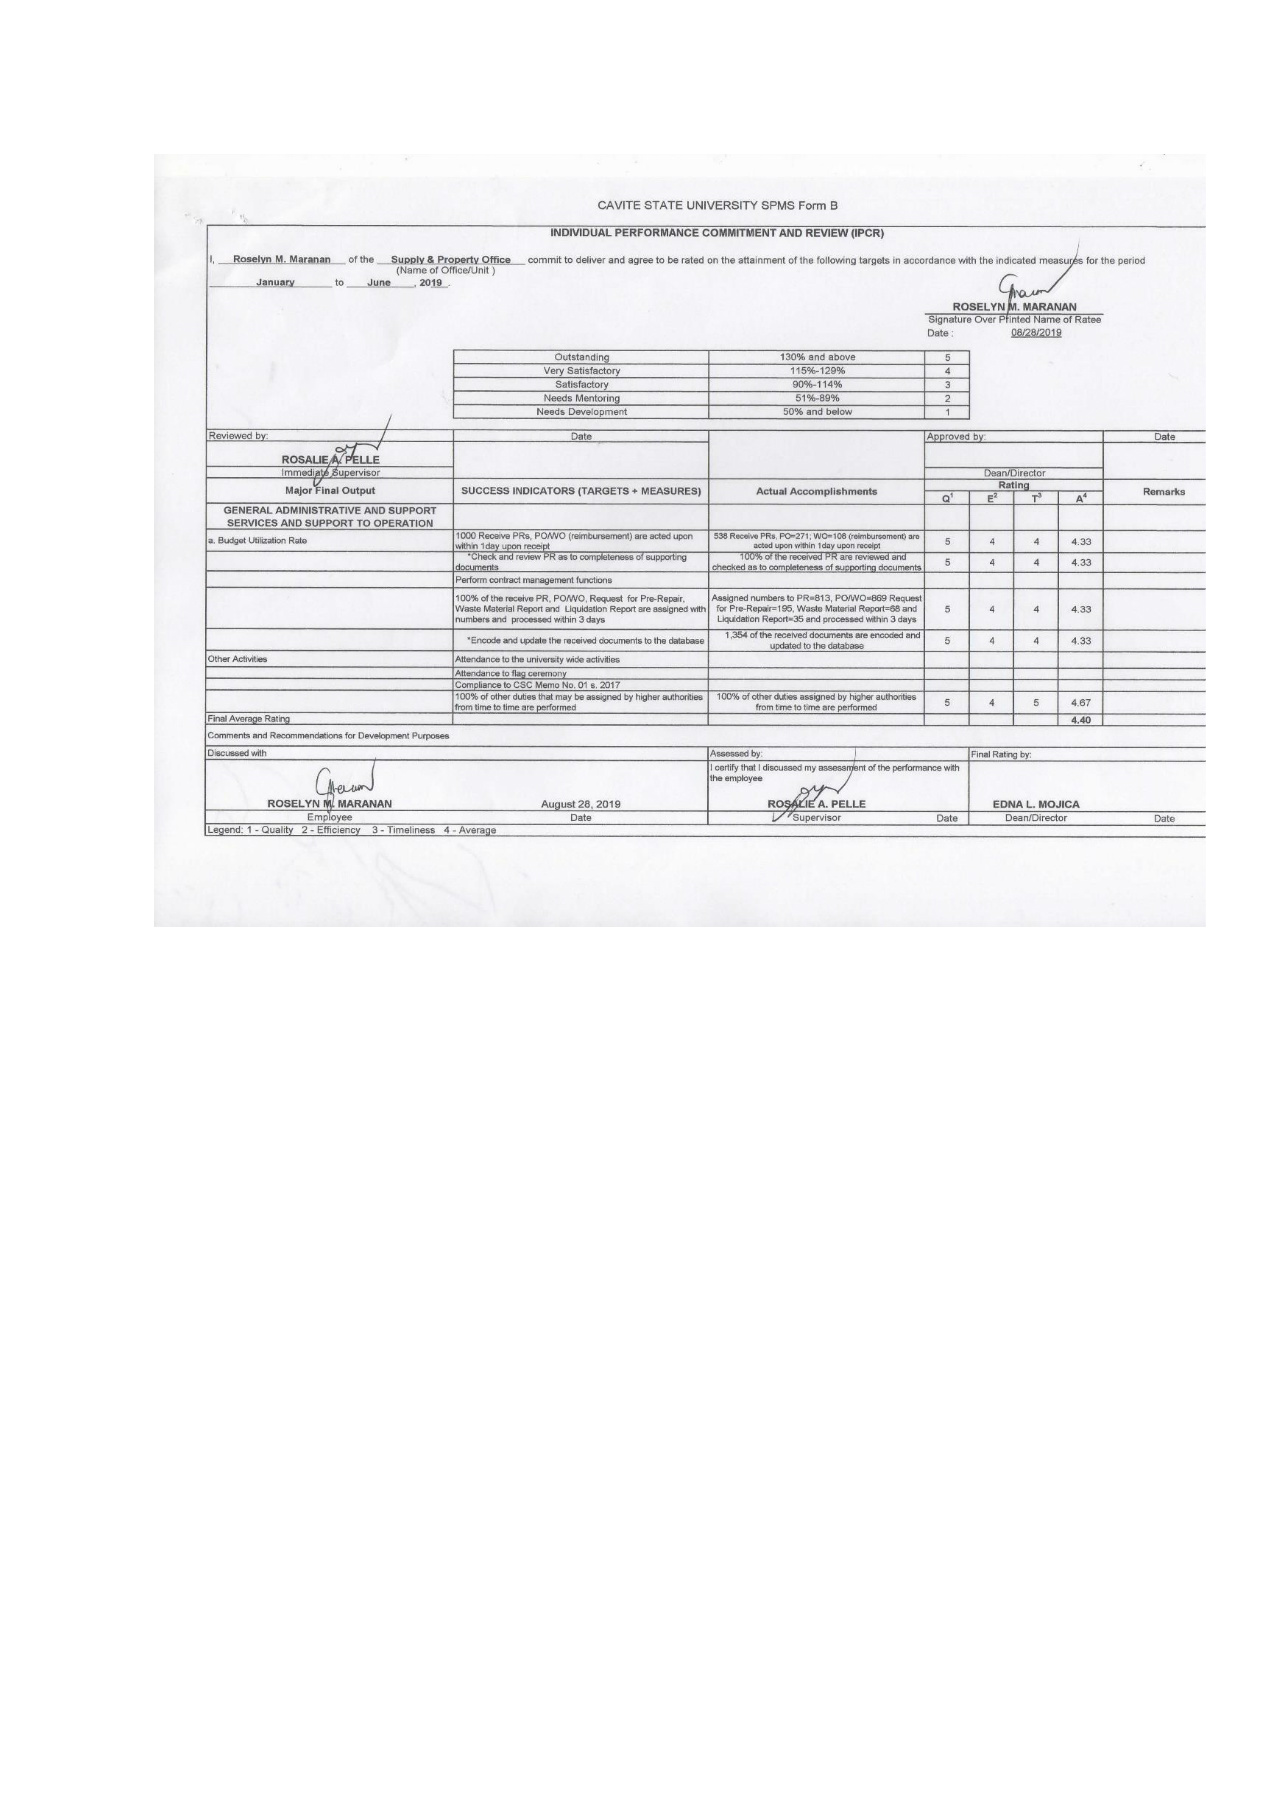 CAVITE STATE UNIVERSITY SPMS Form B
INDIVIDUAL PERFORMANCE COMMITMENT AND REVIEW (IPCR)
I, Roselyn M. Maranan of the Supply & Property Office commit to deliver and agree to be rated on the attainment of the following targets in accordance with the indicated measures for the period
(Name of Office/Unit )
January to June , 2019 .
ROSELYN M. MARANAN
Signature Over Printed Name of Ratee
Date : 08/28/2019
Outstanding 130% and above 5
Very Satisfactory 115%-129% 4
Satisfactory 90%-114% 3
Needs Mentoring 51%-89% 2
Needs Development 50% and below 1
Reviewed by: Date Approved by: Date
ROSALIE A. PELLE
Immediate Supervisor Dean/Director
Major Final Output SUCCESS INDICATORS (TARGETS + MEASURES) Actual Accomplishments Rating Remarks
Q1 E2 T3 A4
GENERAL ADMINISTRATIVE AND SUPPORT
SERVICES AND SUPPORT TO OPERATION
a. Budget Utilization Rate
1000 Receive PRs, PO/WO (reimbursement) are acted upon
within 1day upon receipt
538 Receive PRs, PO=271; WO=108 (reimbursement) are
acted upon within 1day upon receipt
5 4 4 4.33
*Check and review PR as to completeness of supporting
documents
100% of the received PR are reviewed and
checked as to completeness of supporting documents
5 4 4 4.33
Perform contract management functions
100% of the receive PR, PO/WO, Request for Pre-Repair,
Waste Material Report and Liquidation Report are assigned with
numbers and processed within 3 days
Assigned numbers to PR=813, PO/WO=869 Request
for Pre-Repair=195, Waste Material Report=68 and
Liquidation Report=35 and processed within 3 days
5 4 4 4.33
*Encode and update the received documents to the database
1,354 of the received documents are encoded and
updated to the database
5 4 4 4.33
Other Activities Attendance to the university wide activities
Attendance to flag ceremony
Compliance to CSC Memo No. 01 s. 2017
100% of other duties that may be assigned by higher authorities
from time to time are performed
100% of other duties assigned by higher authorities
from time to time are performed
5 4 5 4.67
Final Average Rating 4.40
Comments and Recommendations for Development Purposes
Discussed with Assessed by: Final Rating by:
I certify that I discussed my assessment of the performance with
the employee
ROSELYN M. MARANAN August 28, 2019 ROSALIE A. PELLE EDNA L. MOJICA
Employee Date Supervisor Date Dean/Director Date
Legend: 1 - Quality 2 - Efficiency 3 - Timeliness 4 - Average